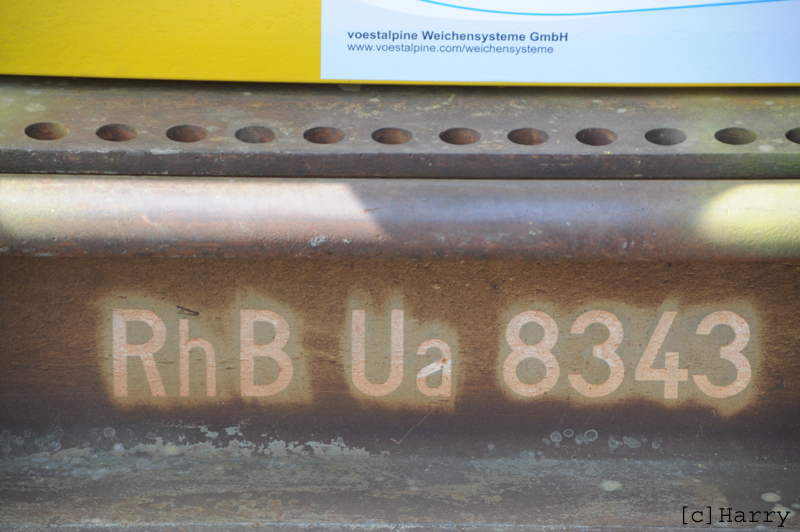 voestalpine Weichensysteme GmbH
www.voestalpine.com/weichensysteme
RhB Ua 8343
[c] Harry